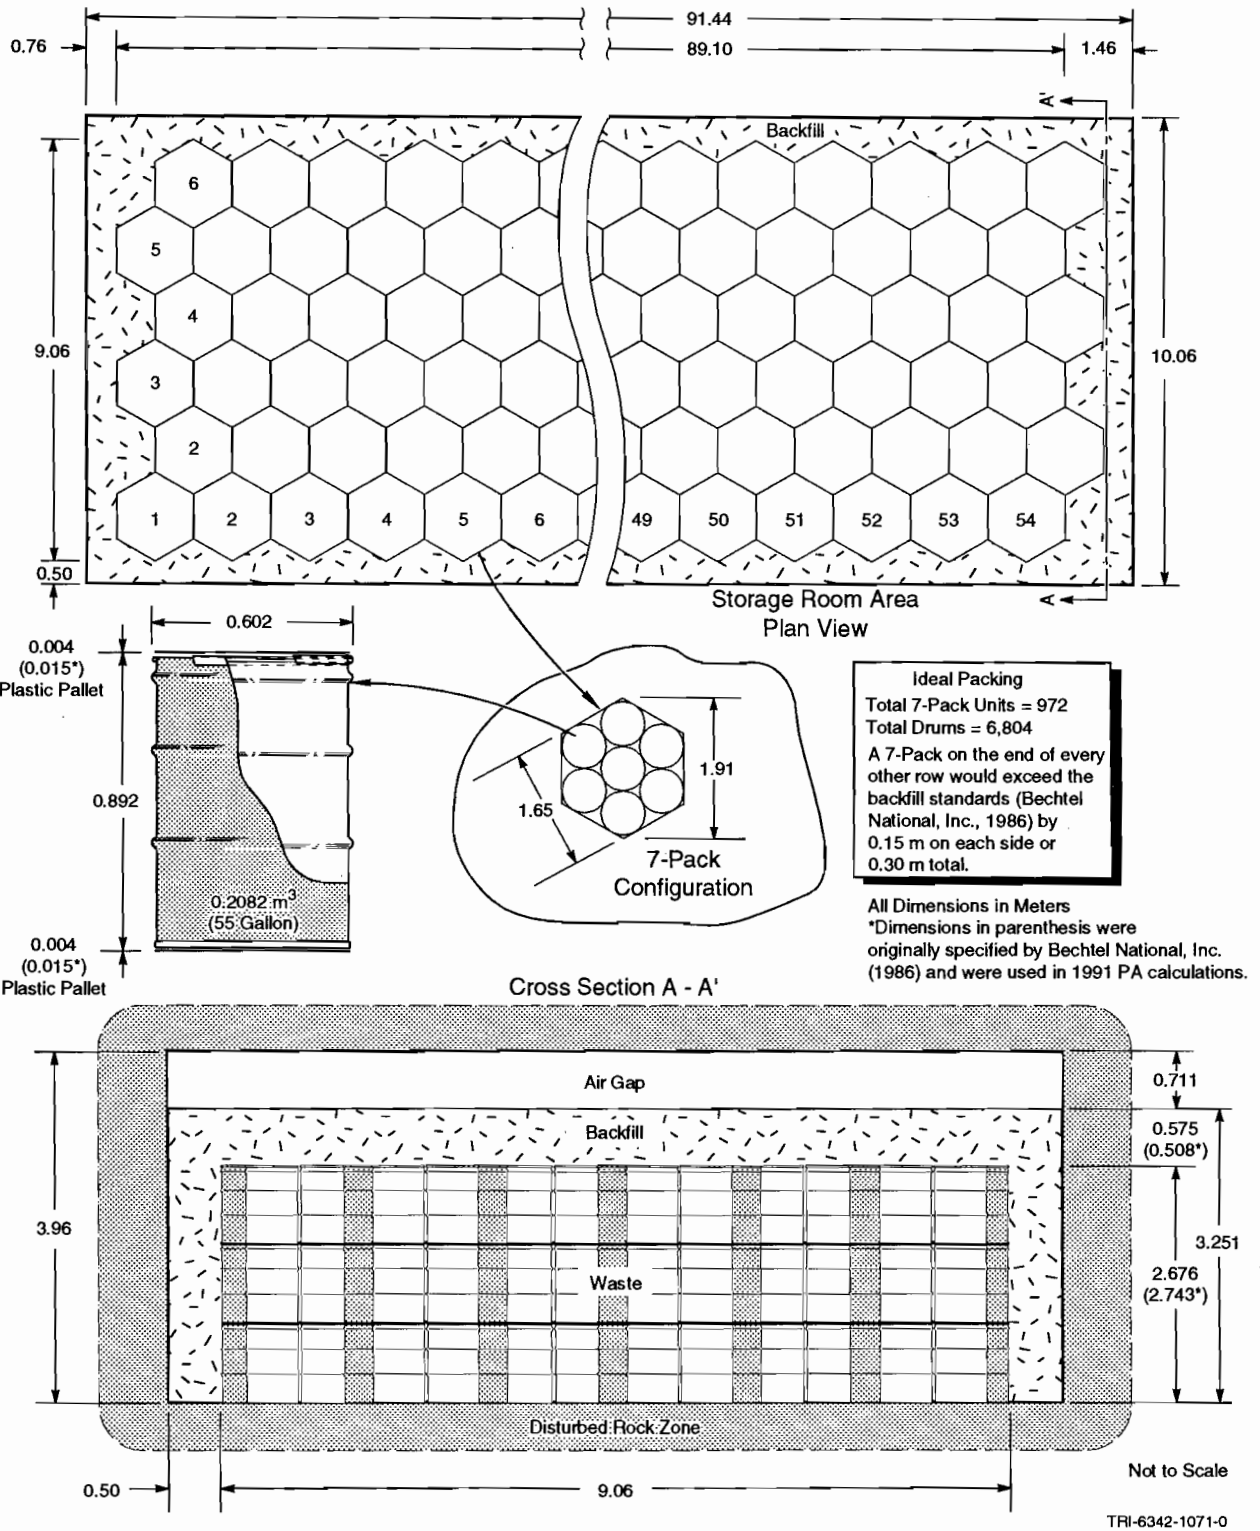 91.44
0.76
89.10
1.46
A'
Backfill
6
5
4
9.06
10.06
3
2
1 2 3 4 5 6 49 50 51 52 53 54
0.50
A
Storage Room Area
Plan View
0.602
0.004
(0.015*)
Plastic Pallet
0.892
0.2082 m3
(55 Gallon)
0.004
(0.015*)
Plastic Pallet
1.91
1.65
7-Pack
Configuration
Ideal Packing
Total 7-Pack Units = 972
Total Drums = 6,804
A 7-Pack on the end of every
other row would exceed the
backfill standards (Bechtel
National, Inc., 1986) by
0.15 m on each side or
0.30 m total.
All Dimensions in Meters
*Dimensions in parenthesis were
originally specified by Bechtel National, Inc.
(1986) and were used in 1991 PA calculations.
Cross Section A - A'
Air Gap
0.711
Backfill
0.575
(0.508*)
3.96
3.251
Waste
2.676
(2.743*)
Disturbed Rock Zone
0.50
9.06
Not to Scale
TRI-6342-1071-0